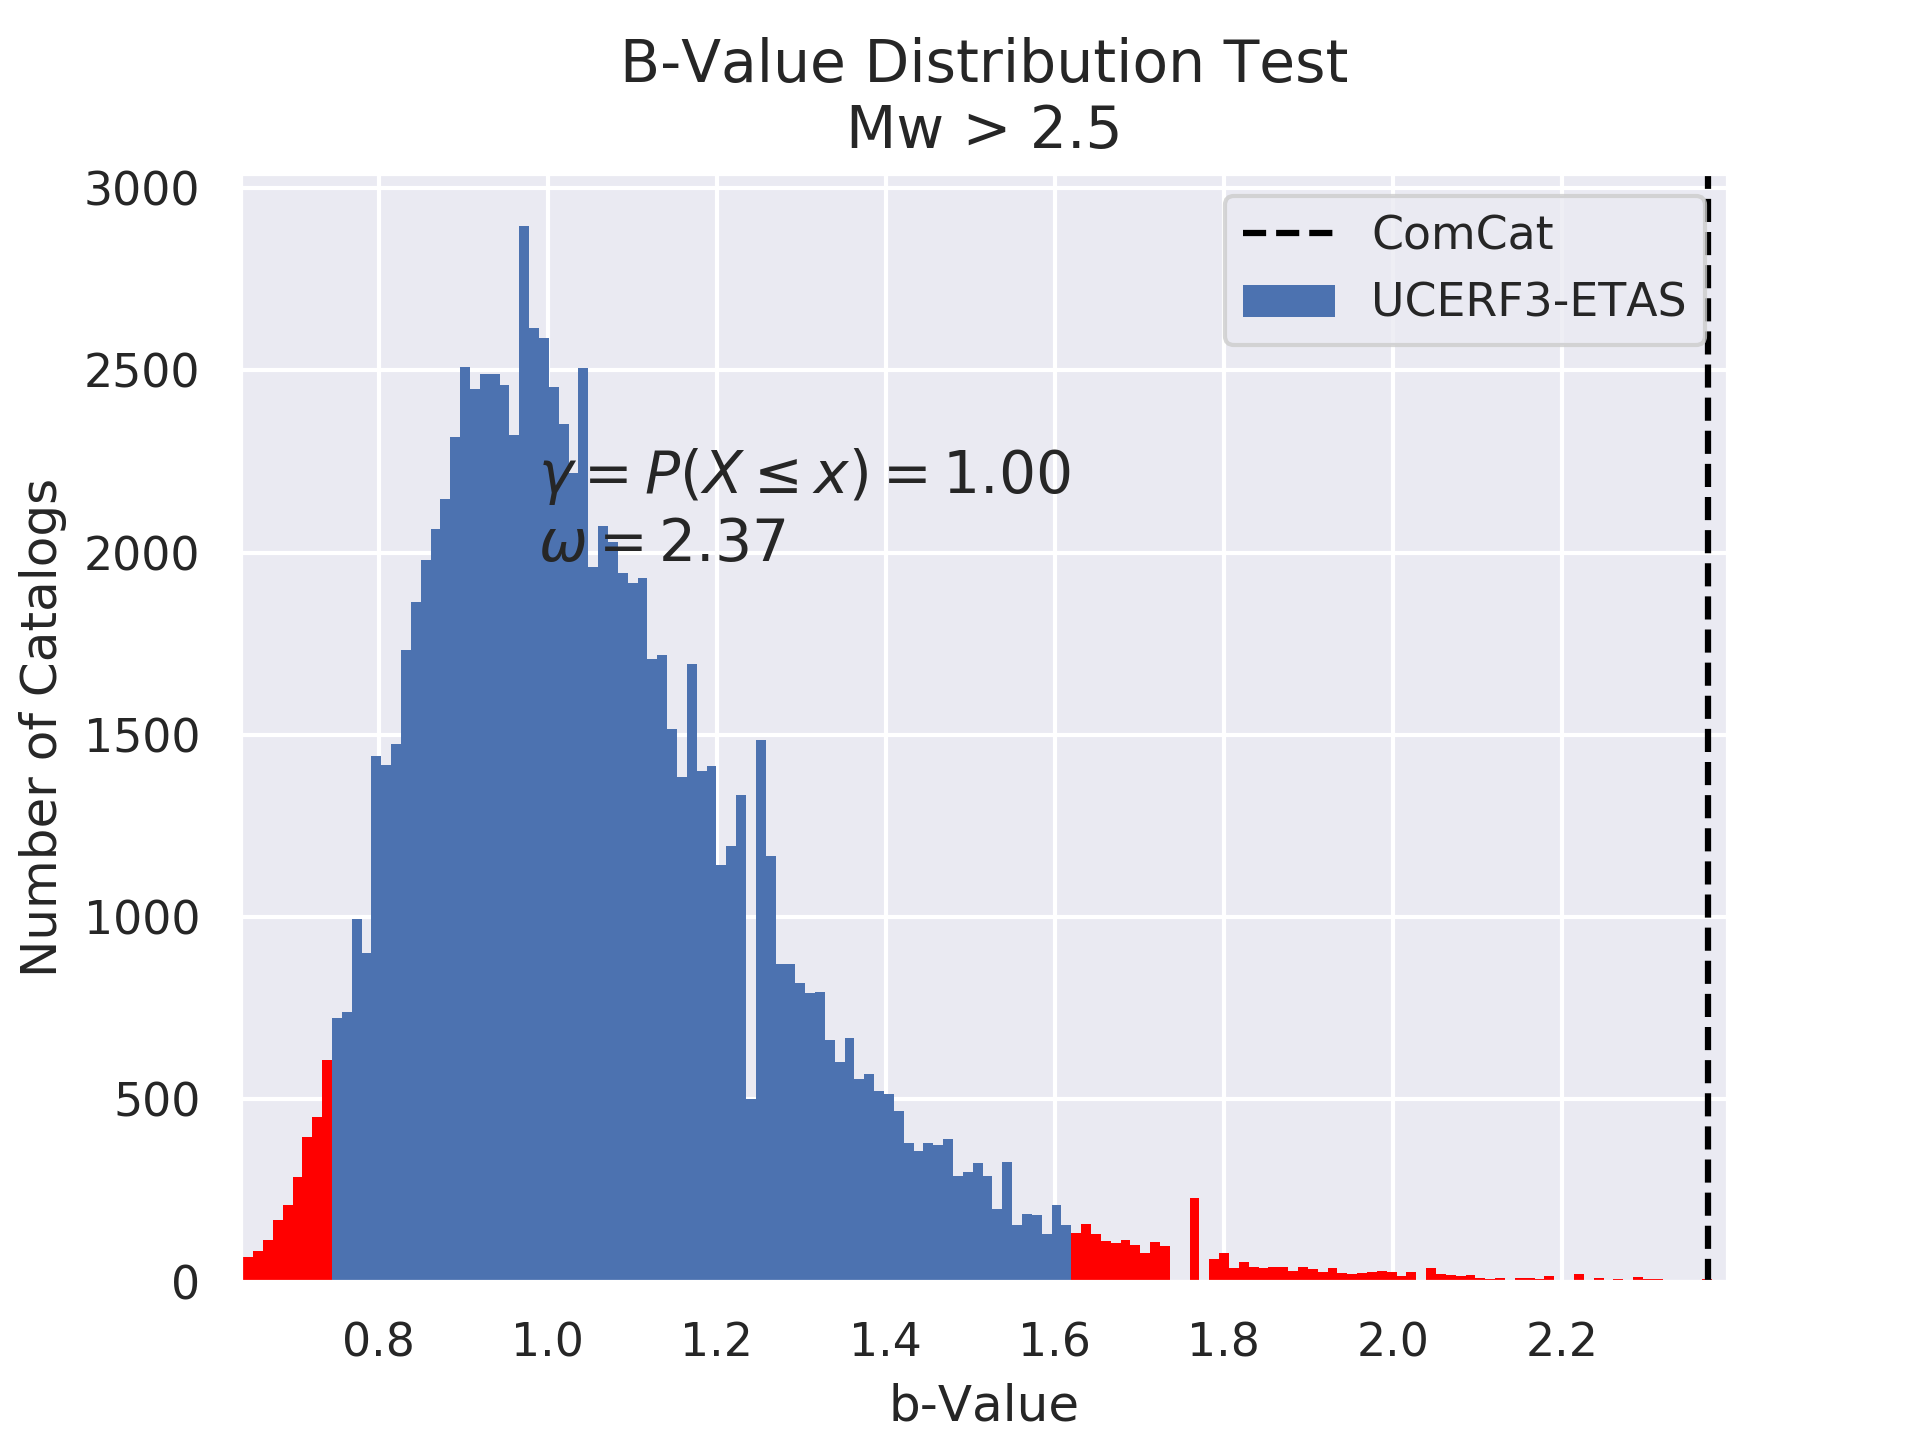 B-Value Distribution Test
Mw > 2.5
3000
2500
2000
1500
1000
500
0
Number of Catalogs
ComCat
UCERF3-ETAS
γ = P(X ≤ x) = 1.00
ω = 2.37
0.8 1.0 1.2 1.4 1.6 1.8 2.0 2.2
b-Value